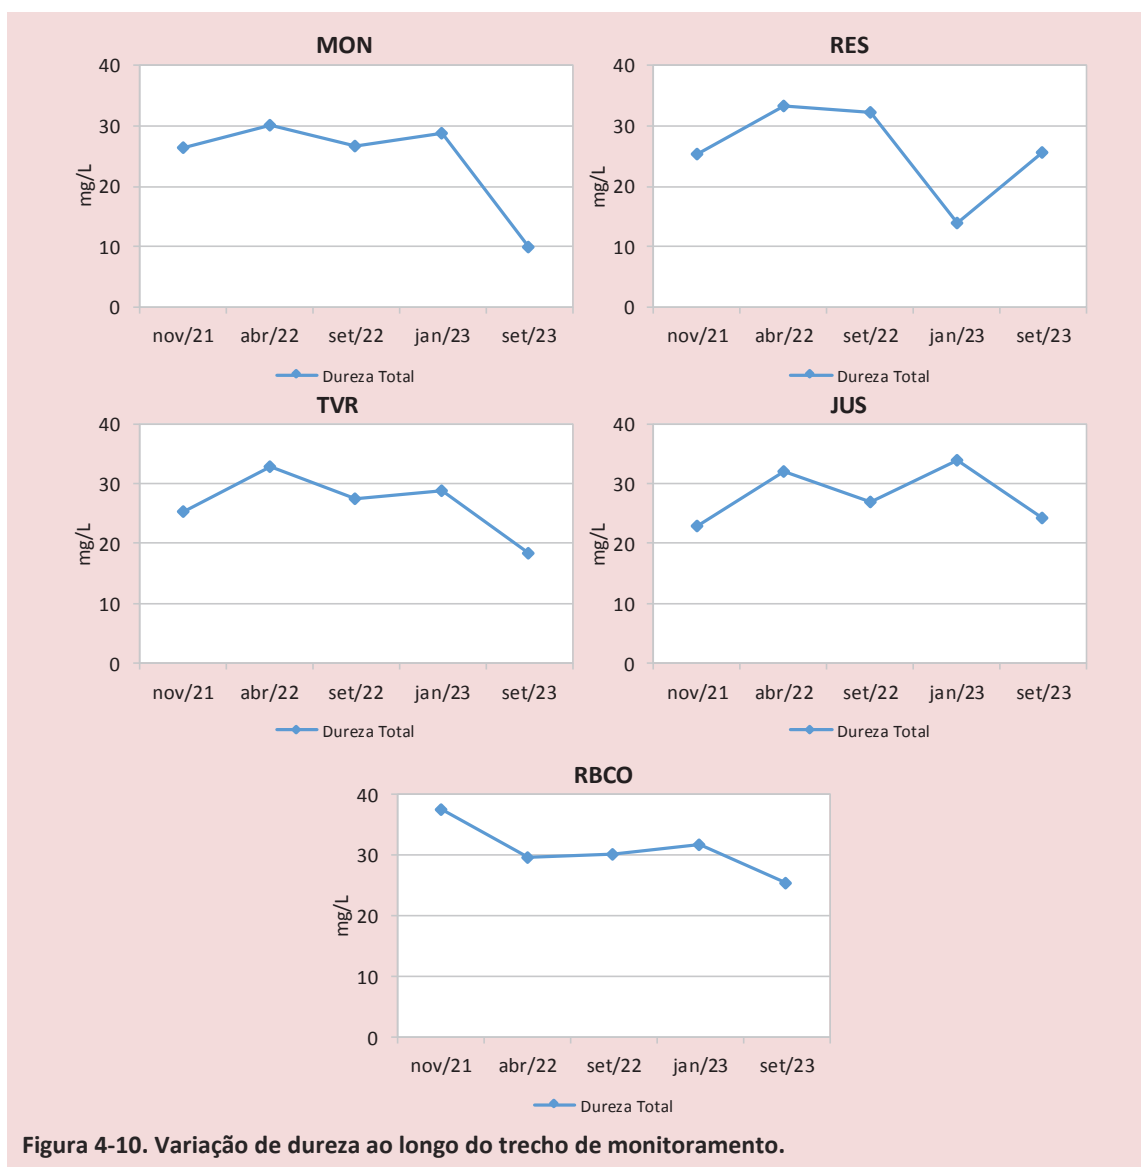 MON
40
30
20
10
0
mg/L
nov/21 abr/22 set/22 jan/23 set/23
Dureza Total
RES
40
30
20
10
0
mg/L
nov/21 abr/22 set/22 jan/23 set/23
Dureza Total
TVR
40
30
20
10
0
mg/L
nov/21 abr/22 set/22 jan/23 set/23
Dureza Total
JUS
40
30
20
10
0
mg/L
nov/21 abr/22 set/22 jan/23 set/23
Dureza Total
RBCO
40
30
20
10
0
mg/L
nov/21 abr/22 set/22 jan/23 set/23
Dureza Total
Figura 4-10. Variação de dureza ao longo do trecho de monitoramento.